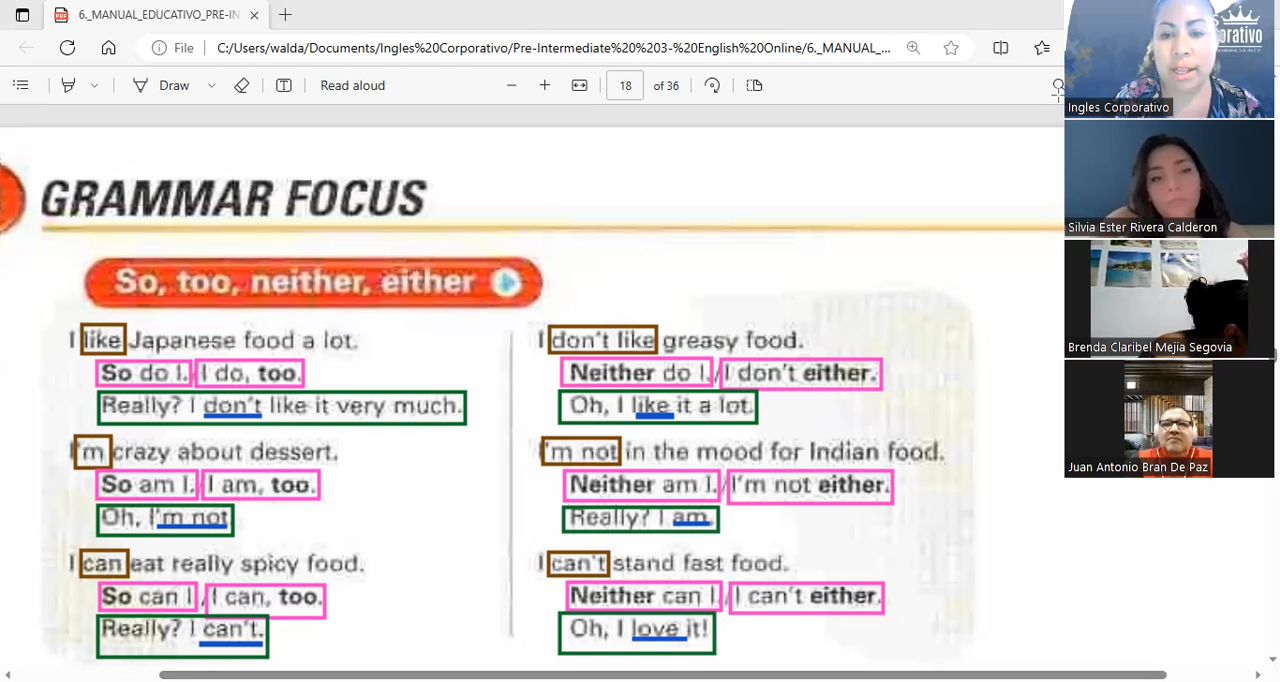 6._MANUAL_EDUCATIVO_PRE-IN
File C:/Users/walda/Documents/Ingles%20Corporativo/Pre-Intermediate%20%203-%20English%20Online/6._MANUAL_...
Draw Read aloud 18 of 36
GRAMMAR FOCUS
So, too, neither, either
I like Japanese food a lot.
So do I./I do, too.
Really? I don't like it very much.
I'm crazy about dessert.
So am I./I am, too.
Oh, I'm not
I can eat really spicy food.
So can I./I can, too.
Really? I can't.
I don't like greasy food.
Neither do I./I don't either.
Oh, I like it a lot.
I'm not in the mood for Indian food.
Neither am I./I'm not either.
Really? I am.
I can't stand fast food.
Neither can I./I can't either.
Oh, I love it!
Ingles Corporativo
Silvia Ester Rivera Calderon
Brenda Claribel Mejia Segovia
Juan Antonio Bran De Paz